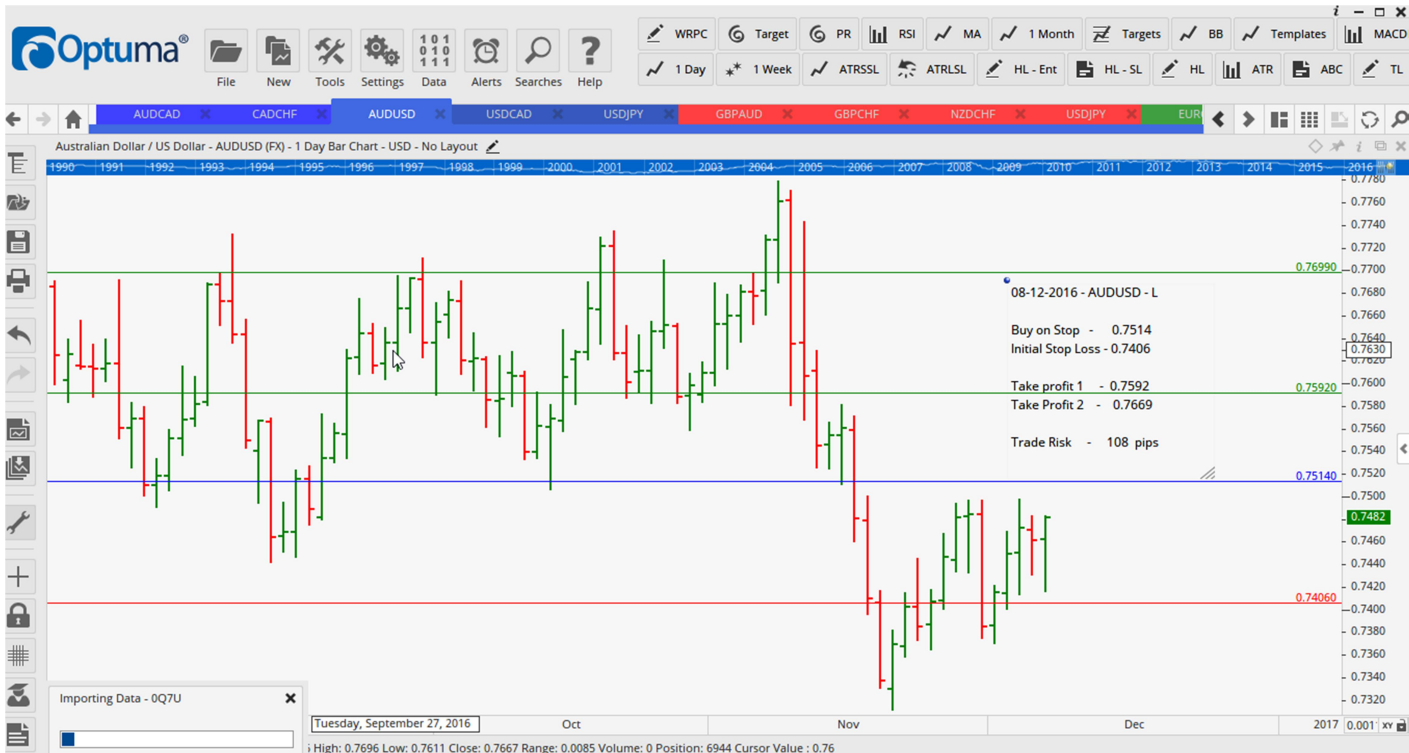 i
Optuma®
File
New
Tools
Settings
101
010
111
Data
Alerts
Searches
?
Help
WRPC
Target
PR
RSI
MA
1 Month
Targets
BB
Templates
MACD
1 Day
1 Week
ATRSSL
ATRLSL
HL - Ent
HL - SL
HL
ATR
ABC
TL
AUDCAD
CADCHF
AUDUSD
USDCAD
USDJPY
GBPAUD
GBPCHF
NZDCHF
USDJPY
Australian Dollar / US Dollar - AUDUSD (FX) - 1 Day Bar Chart - USD - No Layout
i
1990 1991 1992 1993 1994 1995 1996 1997 1998 1999 2000 2001 2002 2003 2004 2005 2006 2007 2008 2009 2010 2011 2012 2013 2014 2015 2016
0.7780
0.7760
0.7740
0.7720
0.76990
0.7700
0.7680
0.7660
0.7640
0.7630
0.7620
0.7600
0.75920
0.7580
0.7560
0.7540
0.7520
0.75140
0.7500
0.7482
0.7460
0.7440
0.7420
0.74060
0.7400
0.7380
0.7360
0.7340
0.7320
08-12-2016 - AUDUSD - L
Buy on Stop - 0.7514
Initial Stop Loss - 0.7406
Take profit 1 - 0.7592
Take Profit 2 - 0.7669
Trade Risk - 108 pips
Importing Data - 0Q7U
Tuesday, September 27, 2016
Oct
Nov
Dec
2017
0.001
XY
High: 0.7696 Low: 0.7611 Close: 0.7667 Range: 0.0085 Volume: 0 Position: 6944 Cursor Value : 0.76